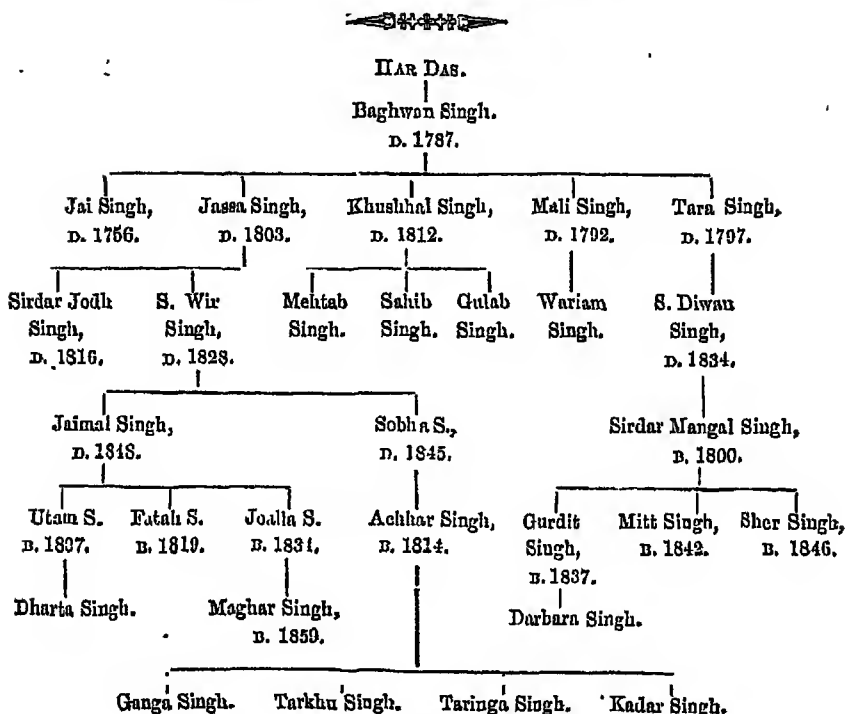 HAR DAS.
Baghwan Singh.
D. 1787.
Jai Singh, Jassa Singh, Khushhal Singh, Mali Singh, Tara Singh,
D. 1756. D. 1803. D. 1812. D. 1792. D. 1797.
Sirdar Jodh S. Wir Mehtab Sahib Gulab Wariam S. Diwan
Singh, Singh, Singh. Singh. Singh. Singh. Singh,
D. 1816. D. 1828. D. 1834.
Jaimal Singh, Sobha S., Sirdar Mangal Singh,
D. 1848. D. 1845. B. 1800.
Utam S. Fatah S. Joalla S. Achhar Singh, Gurdit Mitt Singh, Sher Singh,
B. 1819. B. 1831. B. 1814. Singh, B. 1842. B. 1846.
B. 1837.
Dharta Singh. Maghar Singh, Darbara Singh.
B. 1859.
Ganga Singh. Tarkhu Singh. Taringa Singh. Kadar Singh.